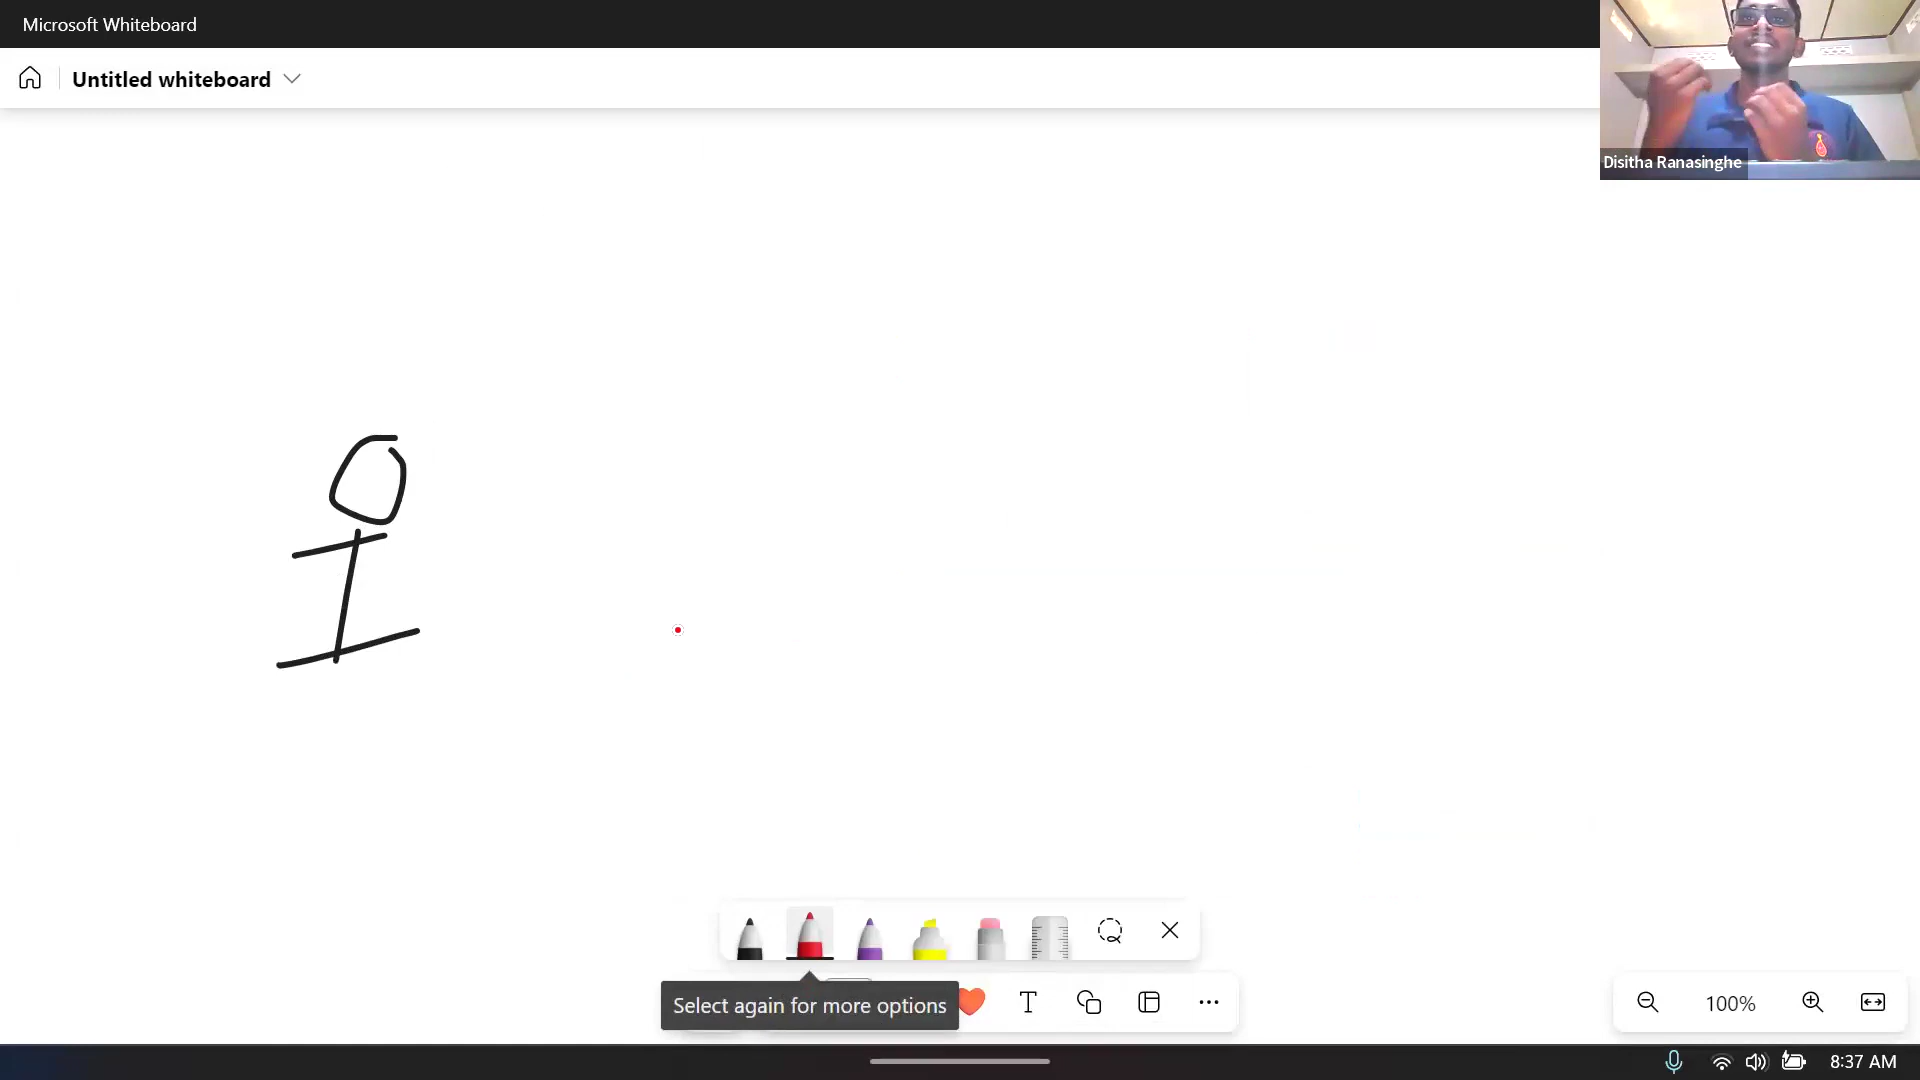 Microsoft Whiteboard
Untitled whiteboard
Disitha Ranasinghe
Select again for more options
100%
8:37 AM